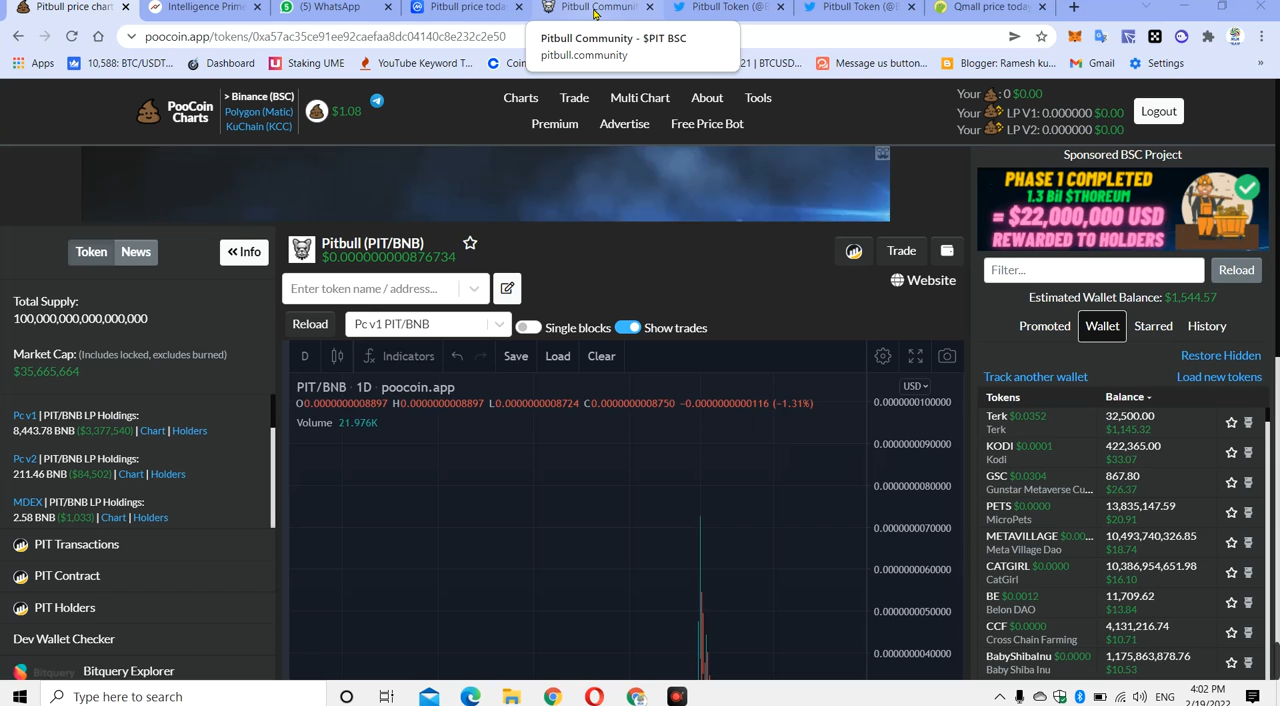 Pitbull price chart
Intelligence Prime
(5) WhatsApp
Pitbull price toda
Pitbull Communi
Pitbull Token (@E
Pitbull Token (@E
Qmall price today
poocoin.app/tokens/0xa57ac35ce91ee92caefaa8dc04140c8e232c2e50
Pitbull Community - $PIT BSC
pitbull.community
Apps
10,588: BTC/USDT...
Dashboard
Staking UME
YouTube Keyword T...
Coin
21 | BTCUSD...
Message us button...
Blogger: Ramesh ku...
Gmail
Settings
PooCoin
Charts
> Binance (BSC)
Polygon (Matic)
KuChain (KCC)
$1.08
Charts
Trade
Multi Chart
About
Tools
Premium
Advertise
Free Price Bot
Your : 0 $0.00
Your LP V1: 0.000000 $0.00
Your LP V2: 0.000000 $0.00
Logout
Sponsored BSC Project
PHASE 1 COMPLETED
1.3 Bil $THOREUM
= $22,000,000 USD
REWARDED TO HOLDERS
Token
News
Info
Pitbull (PIT/BNB)
$0.000000000876734
Trade
Website
Enter token name / address...
Filter...
Reload
Estimated Wallet Balance: $1,544.57
Total Supply:
100,000,000,000,000,000
Reload
Pc v1 PIT/BNB
Single blocks
Show trades
Promoted
Wallet
Starred
History
Market Cap: (Includes locked, excludes burned)
$35,665,664
D
Indicators
Save
Load
Clear
Restore Hidden
Track another wallet
Load new tokens
PIT/BNB · 1D · poocoin.app
USD
O0.0000000008897 H0.0000000008897 L0.0000000008724 C0.0000000008750 −0.0000000000116 (−1.31%)
Volume 21.976K
0.0000000100000
0.0000000090000
0.0000000080000
0.0000000070000
0.0000000060000
0.0000000050000
0.0000000040000
Pc v1 | PIT/BNB LP Holdings:
8,443.78 BNB ($3,377,540) | Chart | Holders
Pc v2 | PIT/BNB LP Holdings:
211.46 BNB ($84,502) | Chart | Holders
MDEX | PIT/BNB LP Holdings:
2.58 BNB ($1,033) | Chart | Holders
PIT Transactions
PIT Contract
PIT Holders
Dev Wallet Checker
Bitquery
Bitquery Explorer
Tokens
Balance
Terk $0.0352
Terk
32,500.00
$1,145.32
KODI $0.0001
Kodi
422,365.00
$33.07
GSC $0.0304
Gunstar Metaverse Cu...
867.80
$26.37
PETS $0.0000
MicroPets
13,835,147.59
$20.91
METAVILLAGE $0.00...
Meta Village Dao
10,493,740,326.85
$18.74
CATGIRL $0.0000
CatGirl
10,386,954,651.98
$16.10
BE $0.0012
Belon DAO
11,709.62
$13.84
CCF $0.0000
Cross Chain Farming
4,131,216.74
$10.71
BabyShibaInu $0.0000
Baby Shiba Inu
1,175,863,878.76
$10.53
Type here to search
ENG
4:02 PM
2/19/2022